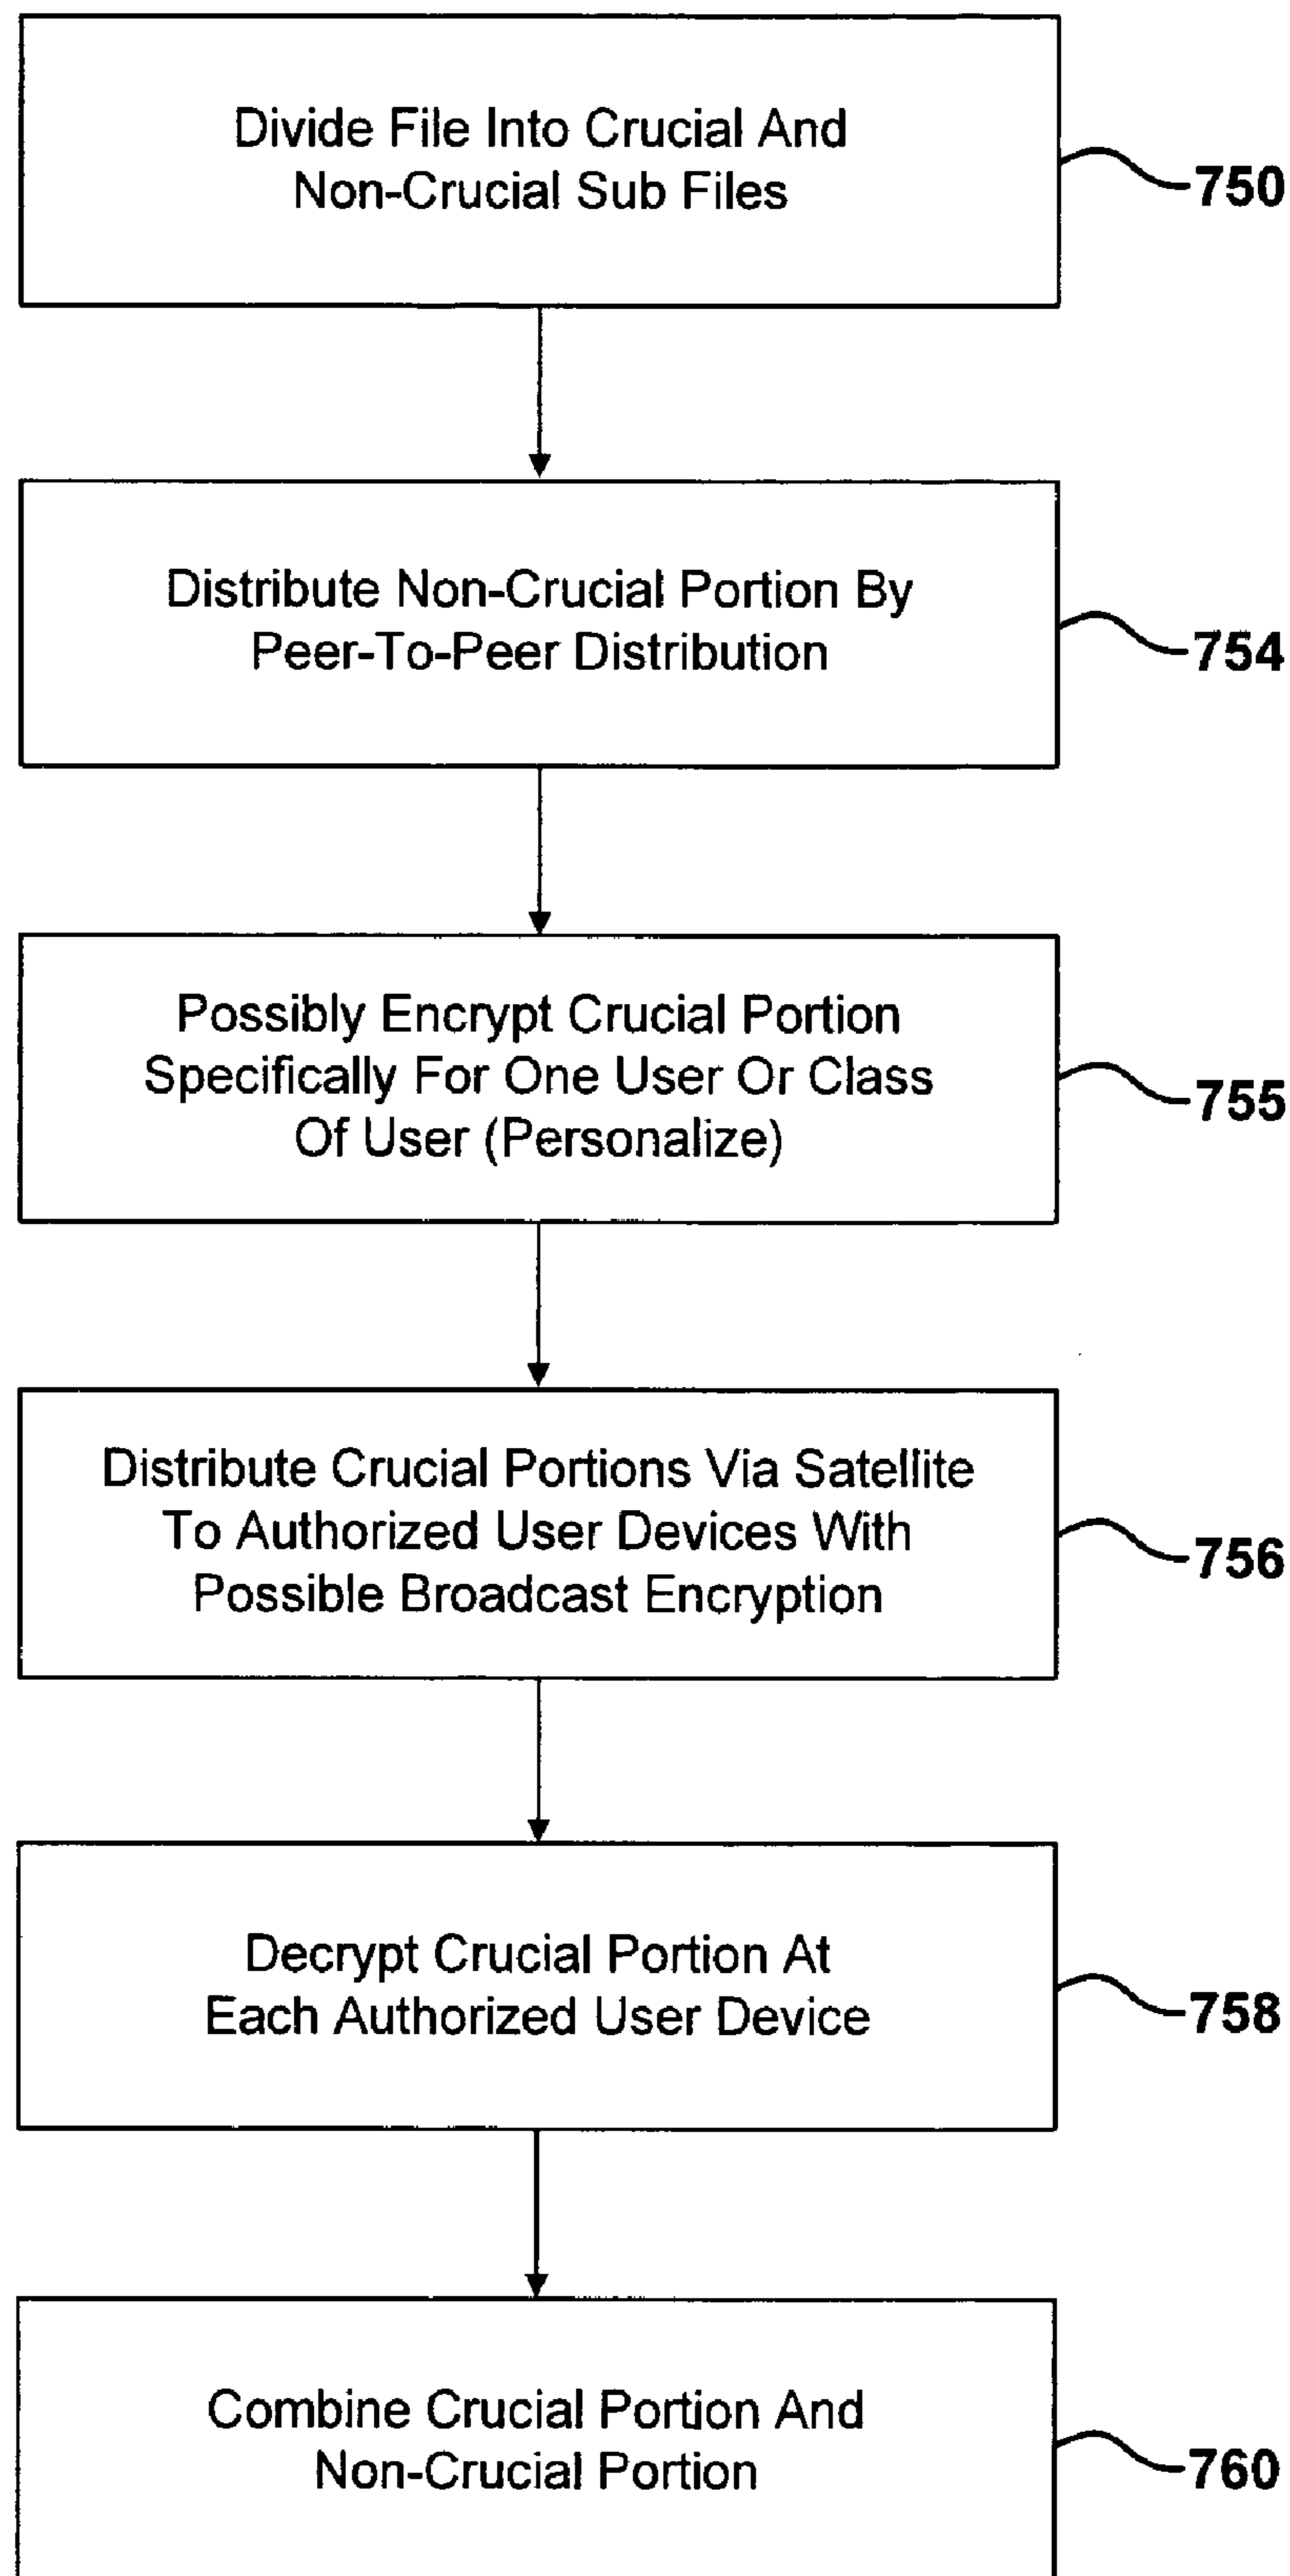 Divide File Into Crucial And
Non-Crucial Sub Files
750
Distribute Non-Crucial Portion By
Peer-To-Peer Distribution
754
Possibly Encrypt Crucial Portion
Specifically For One User Or Class
Of User (Personalize)
755
Distribute Crucial Portions Via Satellite
To Authorized User Devices With
Possible Broadcast Encryption
756
Decrypt Crucial Portion At
Each Authorized User Device
758
Combine Crucial Portion And
Non-Crucial Portion
760